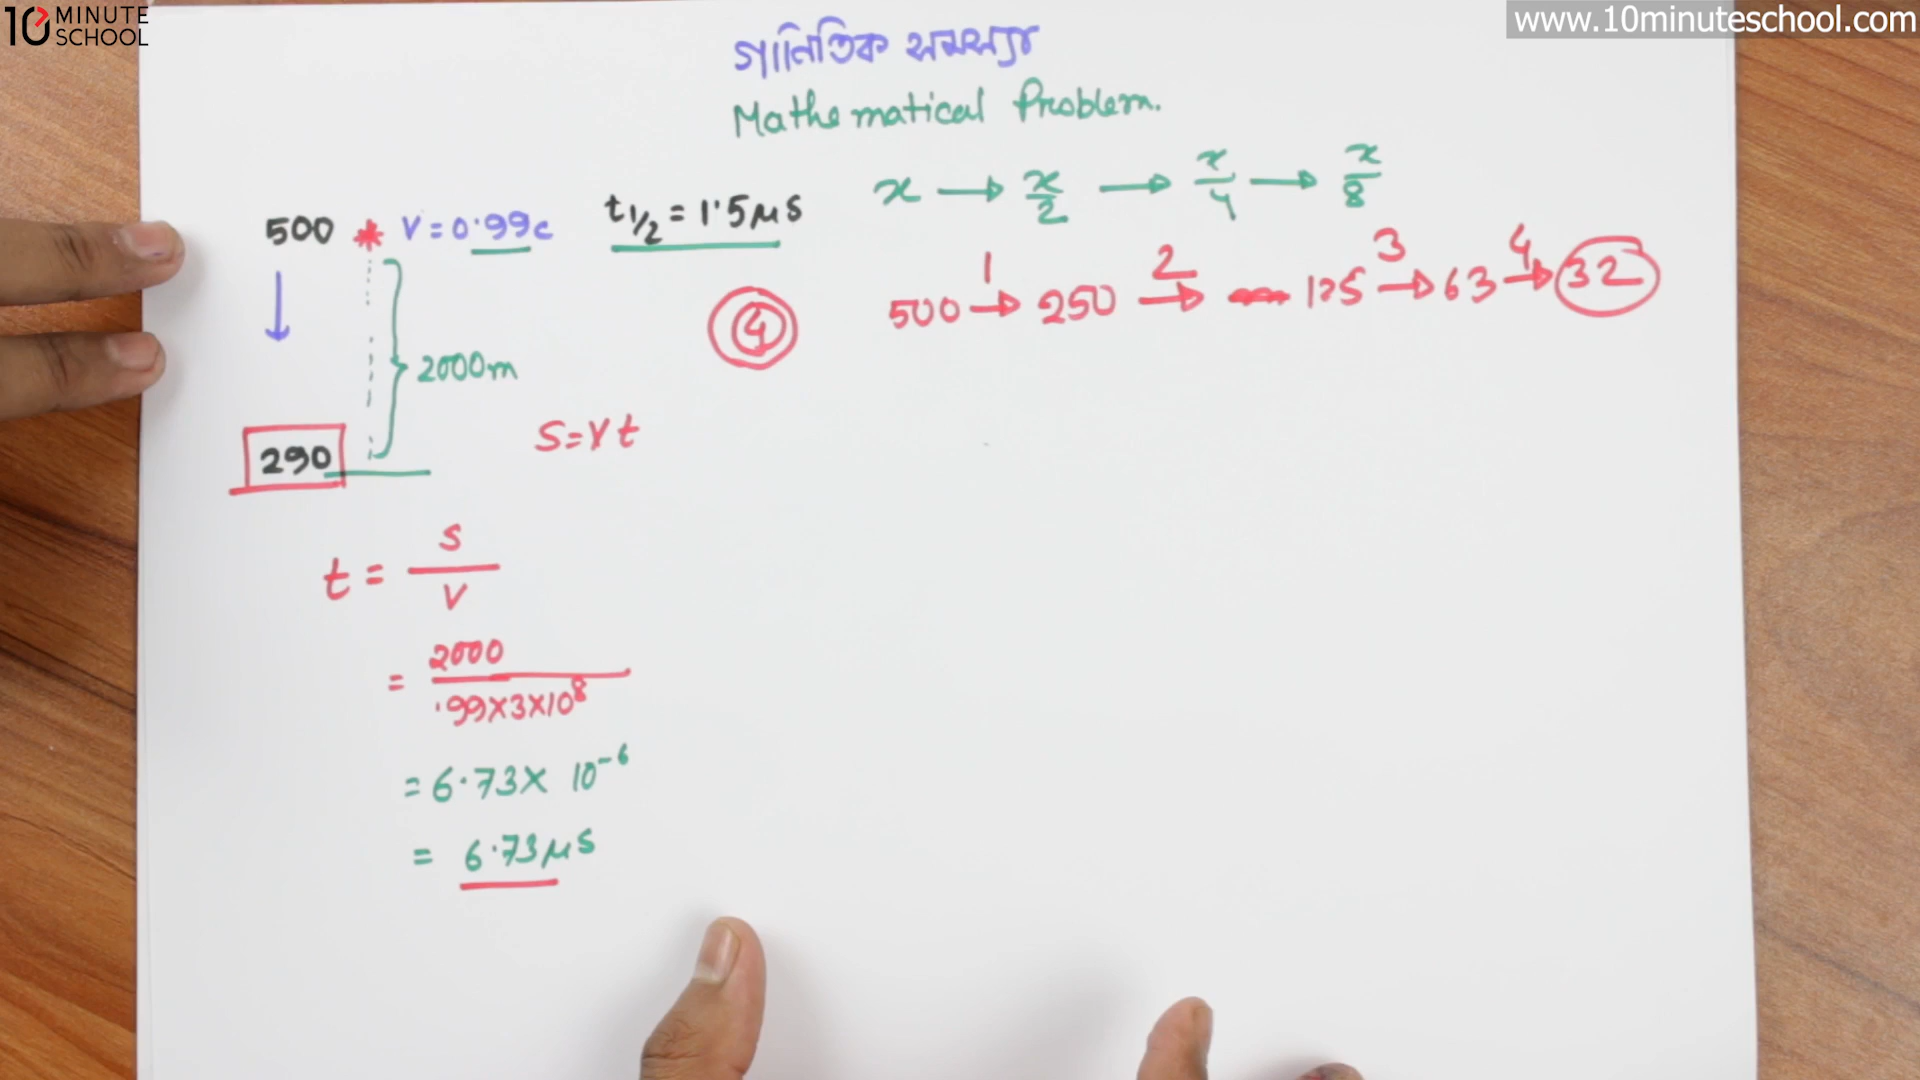 10 MINUTE SCHOOL
www.10minuteschool.com
গানিতিক সমস্যা
Mathematical Problem.
x → x/2 → x/4 → x/8
500 * V = 0.99c
t1/2 = 1.5μs
500 1→ 250 2→ 125 3→ 63 4→ 32
4
2000m
290
S=Vt
t = S/V
= 2000/.99×3×10^8
= 6.73× 10^-6
= 6.73μs